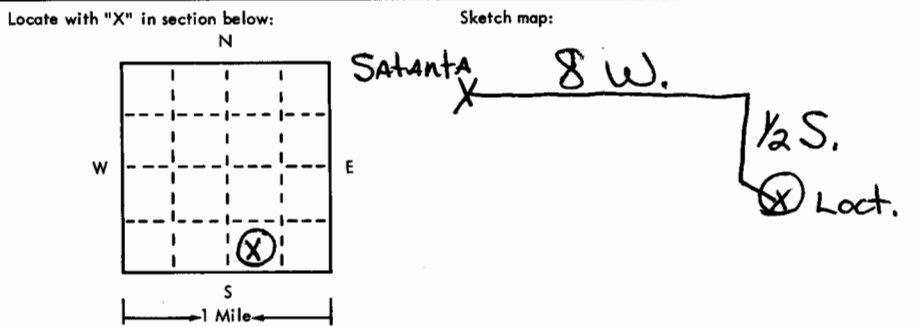 Locate with "X" in section below:
N
W
E
X
S
1 Mile
Sketch map:
SAtAntA
X
8 W.
1/2 S.
X Loct.